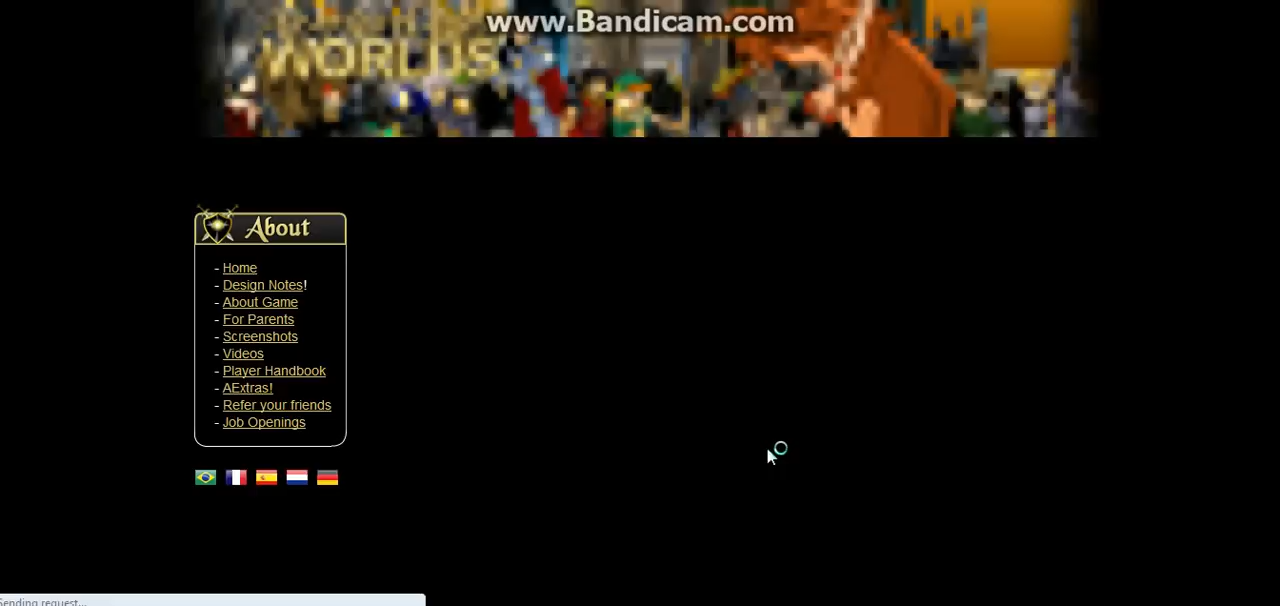 www.Bandicam.com
WORLDS
About
- Home
- Design Notes!
- About Game
- For Parents
- Screenshots
- Videos
- Player Handbook
- AExtras!
- Refer your friends
- Job Openings
Sending request...